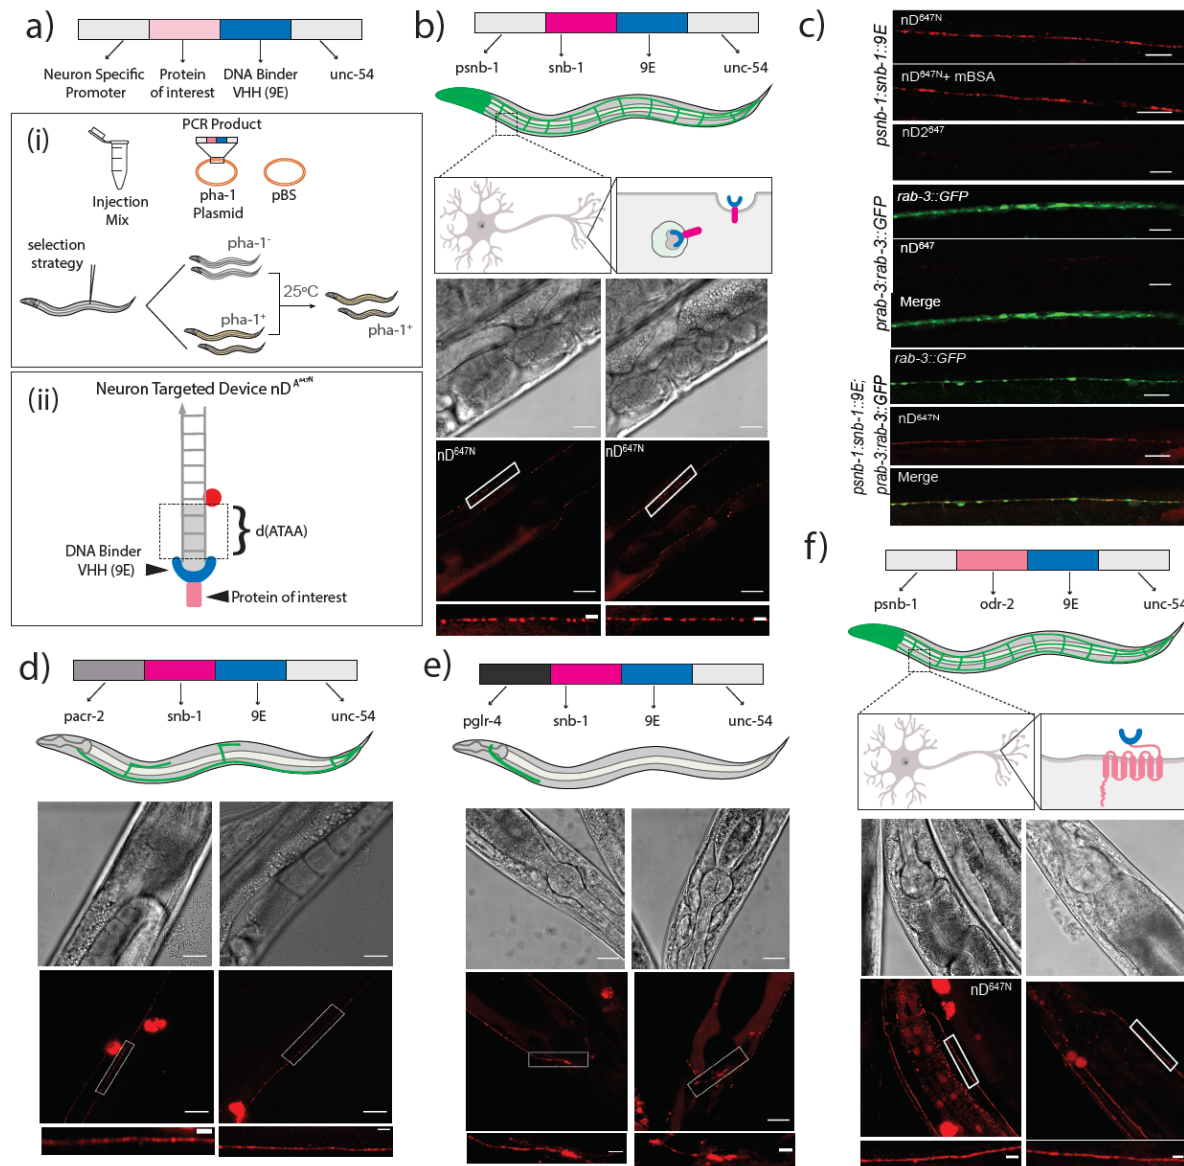 a)
Neuron Specific
Promoter
Protein
of interest
DNA Binder
VHH (9E)
unc-54
(i)
PCR Product
Injection
Mix
pha-1
Plasmid
pBS
selection
strategy
pha-1-
25°C
pha-1+
pha-1+
(ii)
Neuron Targeted Device nD A647N
d(ATAA)
DNA Binder
VHH (9E)
Protein of interest
b)
psnb-1
snb-1
9E
unc-54
nD647N
nD647N
c)
psnb-1:snb-1::9E
nD647N
nD647N+ mBSA
nD2647
prab-3:rab-3::GFP
rab-3::GFP
nD647
Merge
psnb-1:snb-1::9E;
prab-3:rab-3::GFP
rab-3::GFP
nD647N
Merge
d)
pacr-2
snb-1
9E
unc-54
e)
pglr-4
snb-1
9E
unc-54
f)
psnb-1
odr-2
9E
unc-54
nD647N